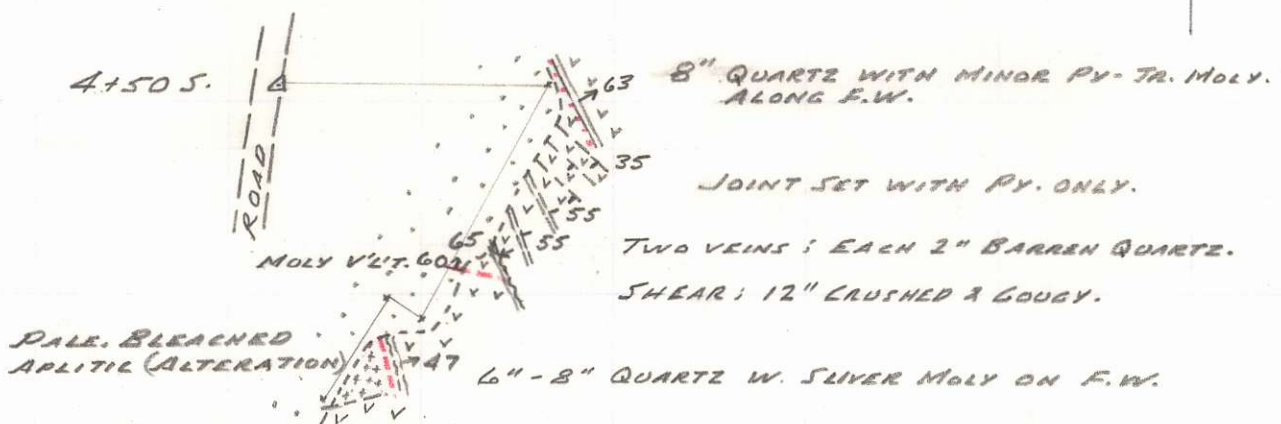 4+50 S.
ROAD
63
8" QUARTZ WITH MINOR PY-TR. MOLY.
ALONG F.W.
35
JOINT SET WITH PY. ONLY.
55
65
55
TWO VEINS; EACH 2" BARREN QUARTZ.
MOLY V'LT. 60
SHEAR; 12" CRUSHED & GOUGY.
PALE. BLEACHED
APLITIC (ALTERATION)
47
6"-8" QUARTZ W. SLIVER MOLY ON F.W.